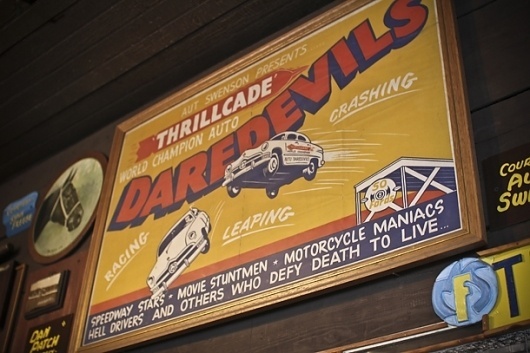 AUT SWENSON PRESENTS
THRILLCADE
WORLD CHAMPION AUTO
DAREDEVILS
RACING
LEAPING
CRASHING
SPEEDWAY STARS • MOVIE STUNTMEN • MOTORCYCLE MANIACS
HELL DRIVERS AND OTHERS WHO DEFY DEATH TO LIVE...
DAN PATCH